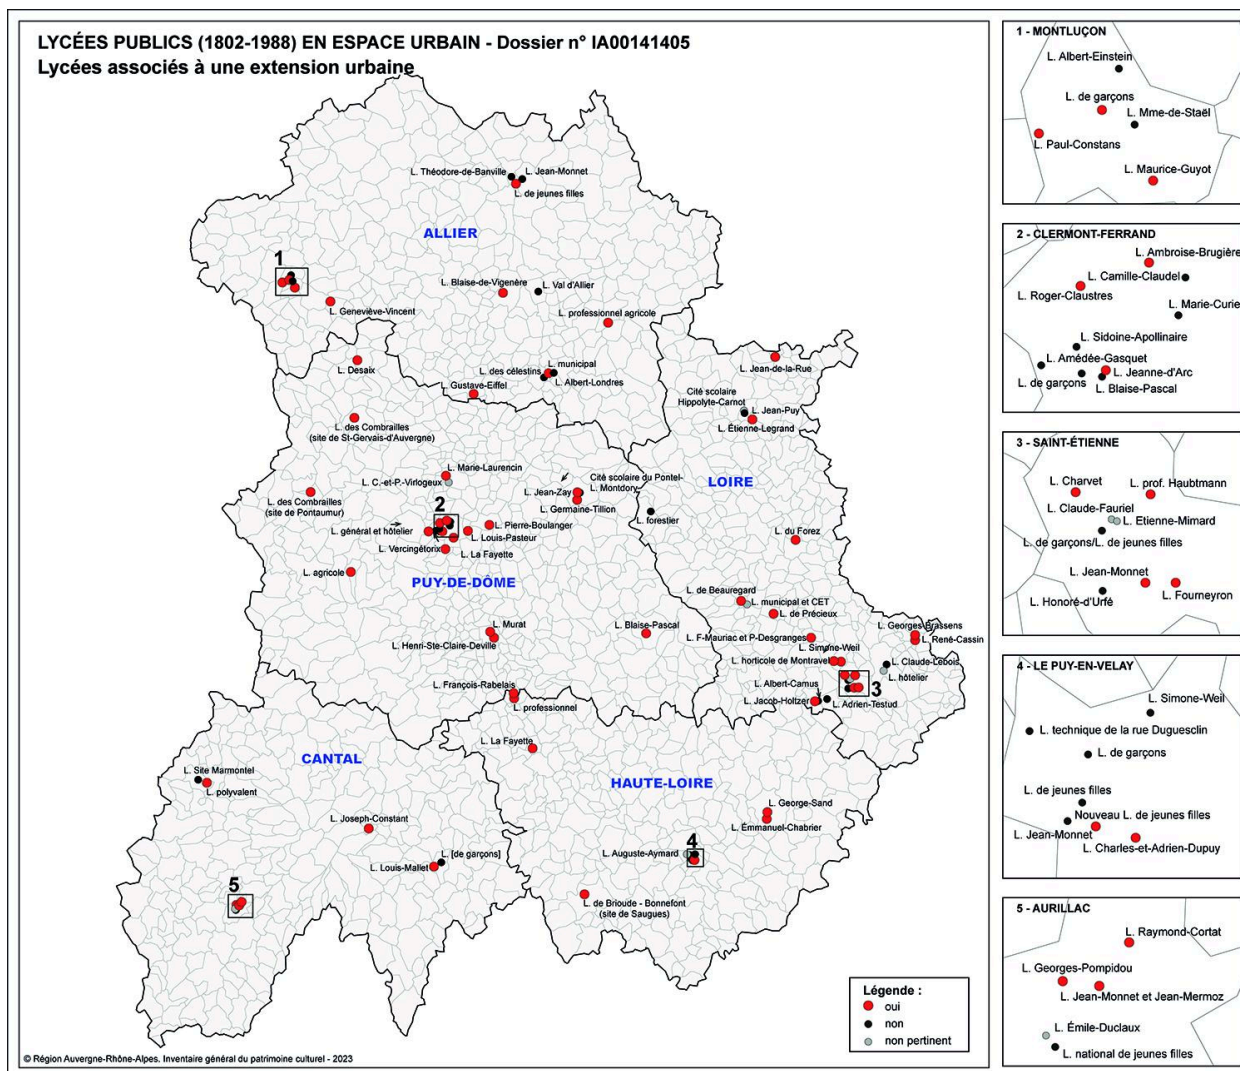 LYCÉES PUBLICS (1802-1988) EN ESPACE URBAIN - Dossier n° IA00141405
Lycées associés à une extension urbaine
L. Théodore-de-Banville
L. Jean-Monnet
L. de jeunes filles
ALLIER
1
L. Blaise-de-Vigenère
L. Val d'Allier
L. Geneviève-Vincent
L. professionnel agricole
L. Desaix
L. municipal
L. des célestins
L. Albert-Londres
L. Gustave-Eiffel
L. Jean-de-la-Rue
Cité scolaire
Hippolyte-Carnot
L. Jean-Puy
L. Étienne-Legrand
L. des Combrailles
(site de St-Gervais-d'Auvergne)
L. Marie-Laurencin
L. C.-et-P.-Virlogeux
Cité scolaire du Pontel-
L. Jean-Zay
L. Montdory
L. Germaine-Tillion
LOIRE
L. des Combrailles
(site de Pontaumur)
2
L. forestier
L. général et hôtelier
L. Pierre-Boulanger
L. Louis-Pasteur
L. La Fayette
L. Vercingétorix
L. du Forez
L. agricole
PUY-DE-DÔME
L. de Beauregard
L. municipal et CET
L. de Précieux
L. Murat
L. Henri-Ste-Claire-Deville
L. Blaise-Pascal
L. Georges-Brassens
L. René-Cassin
L. F-Mauriac et P-Desgranges
L. Simone-Weil
L. horticole de Montravel
L. Claude-Lebois
L. hôtelier
L. Albert-Camus
3
L. Jacob-Holtzer
L. Adrien-Testud
L. François-Rabelais
L. professionnel
L. La Fayette
CANTAL
L. Site Marmontel
L. polyvalent
HAUTE-LOIRE
L. Joseph-Constant
L. George-Sand
L. Émmanuel-Chabrier
L. [de garçons]
L. Louis-Mallet
L. Auguste-Aymard
4
5
L. de Brioude - Bonnefont
(site de Saugues)
Légende :
oui
non
non pertinent
© Région Auvergne-Rhône-Alpes. Inventaire général du patrimoine culturel - 2023
1 - MONTLUÇON
L. Albert-Einstein
L. de garçons
L. Mme-de-Staël
L. Paul-Constans
L. Maurice-Guyot
2 - CLERMONT-FERRAND
L. Ambroise-Brugière
L. Camille-Claudel
L. Roger-Claustres
L. Marie-Curie
L. Sidoine-Apollinaire
L. Amédée-Gasquet
L. Jeanne-d'Arc
L. de garçons
L. Blaise-Pascal
3 - SAINT-ÉTIENNE
L. Charvet
L. prof. Haubtmann
L. Claude-Fauriel
L. Etienne-Mimard
L. de garçons/L. de jeunes filles
L. Jean-Monnet
L. Honoré-d'Urfé
L. Fourneyron
4 - LE PUY-EN-VELAY
L. Simone-Weil
L. technique de la rue Duguesclin
L. de garçons
L. de jeunes filles
Nouveau L. de jeunes filles
L. Jean-Monnet
L. Charles-et-Adrien-Dupuy
5 - AURILLAC
L. Raymond-Cortat
L. Georges-Pompidou
L. Jean-Monnet et Jean-Mermoz
L. Émile-Duclaux
L. national de jeunes filles